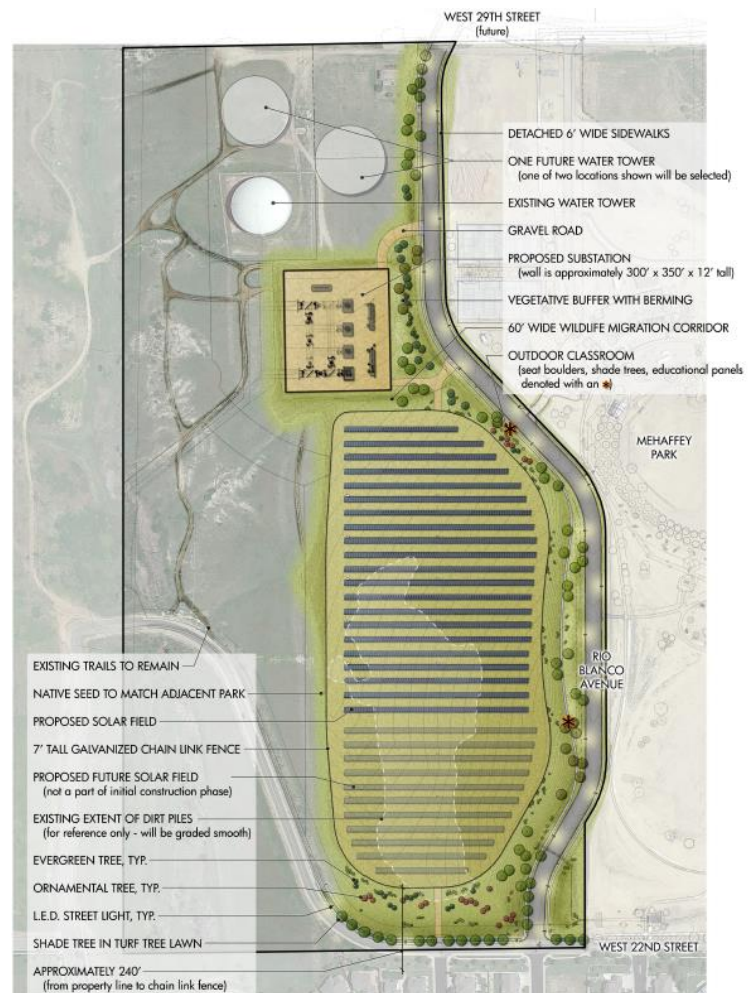 WEST 29TH STREET
(future)
DETACHED 6' WIDE SIDEWALKS
ONE FUTURE WATER TOWER
(one of two locations shown will be selected)
EXISTING WATER TOWER
GRAVEL ROAD
PROPOSED SUBSTATION
(wall is approximately 300' x 350' x 12' tall)
VEGETATIVE BUFFER WITH BERMING
60' WIDE WILDLIFE MIGRATION CORRIDOR
OUTDOOR CLASSROOM
(seat boulders, shade trees, educational panels
denoted with an *)
MEHAFFEY
PARK
RIO
BLANCO
AVENUE
EXISTING TRAILS TO REMAIN
NATIVE SEED TO MATCH ADJACENT PARK
PROPOSED SOLAR FIELD
7' TALL GALVANIZED CHAIN LINK FENCE
PROPOSED FUTURE SOLAR FIELD
(not a part of initial construction phase)
EXISTING EXTENT OF DIRT PILES
(for reference only - will be graded smooth)
EVERGREEN TREE, TYP.
ORNAMENTAL TREE, TYP.
L.E.D. STREET LIGHT, TYP.
SHADE TREE IN TURF TREE LAWN
WEST 22ND STREET
APPROXIMATELY 240'
(from property line to chain link fence)